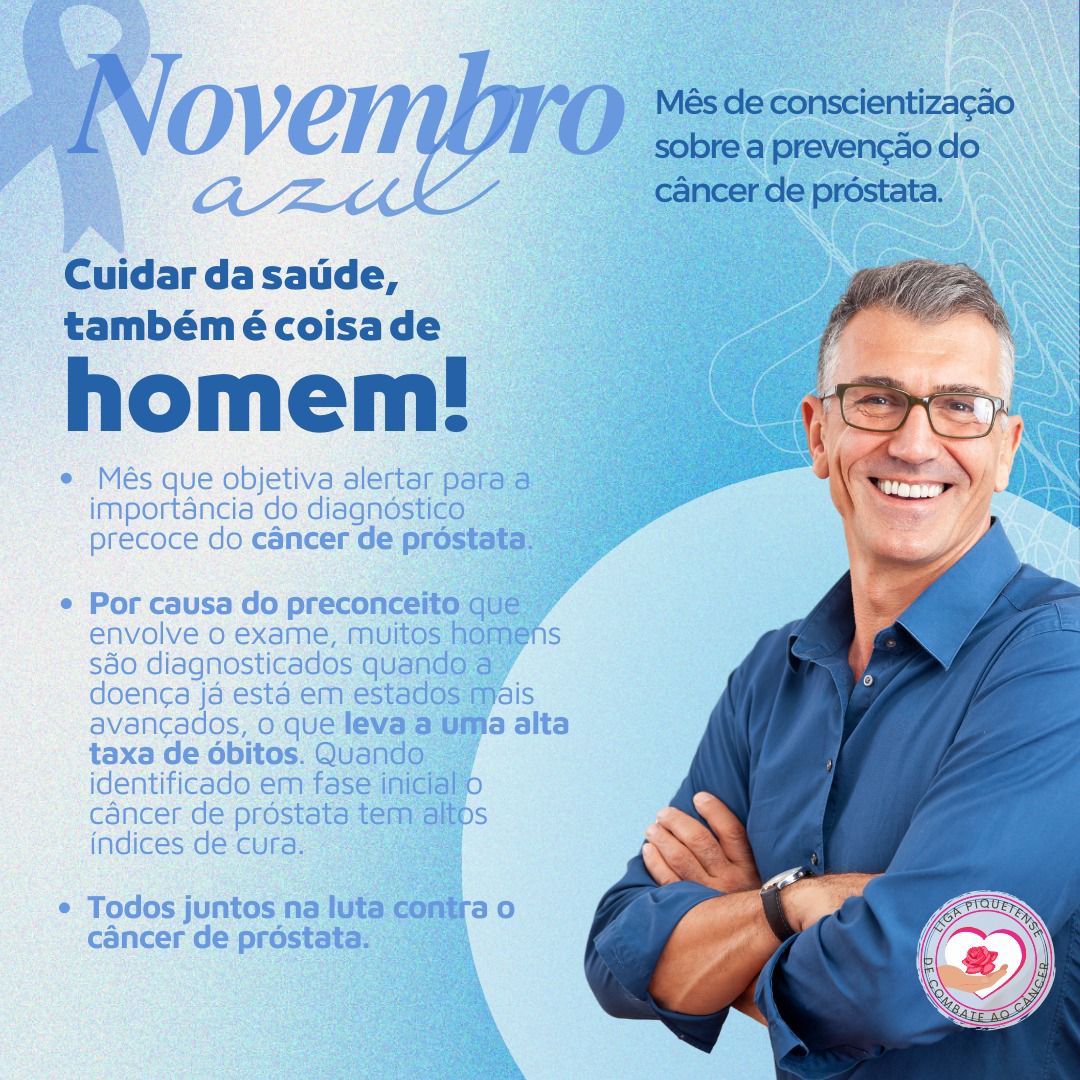 Novembro
azul
Mês de conscientização
sobre a prevenção do
câncer de próstata.
Cuidar da saúde,
também é coisa de
homem!
• Mês que objetiva alertar para a
importância do diagnóstico
precoce do câncer de próstata.
• Por causa do preconceito que
envolve o exame, muitos homens
são diagnosticados quando a
doença já está em estados mais
avançados, o que leva a uma alta
taxa de óbitos. Quando
identificado em fase inicial o
câncer de próstata tem altos
índices de cura.
• Todos juntos na luta contra o
câncer de próstata.
LIGA PIQUETENSE
DE COMBATE AO CÂNCER